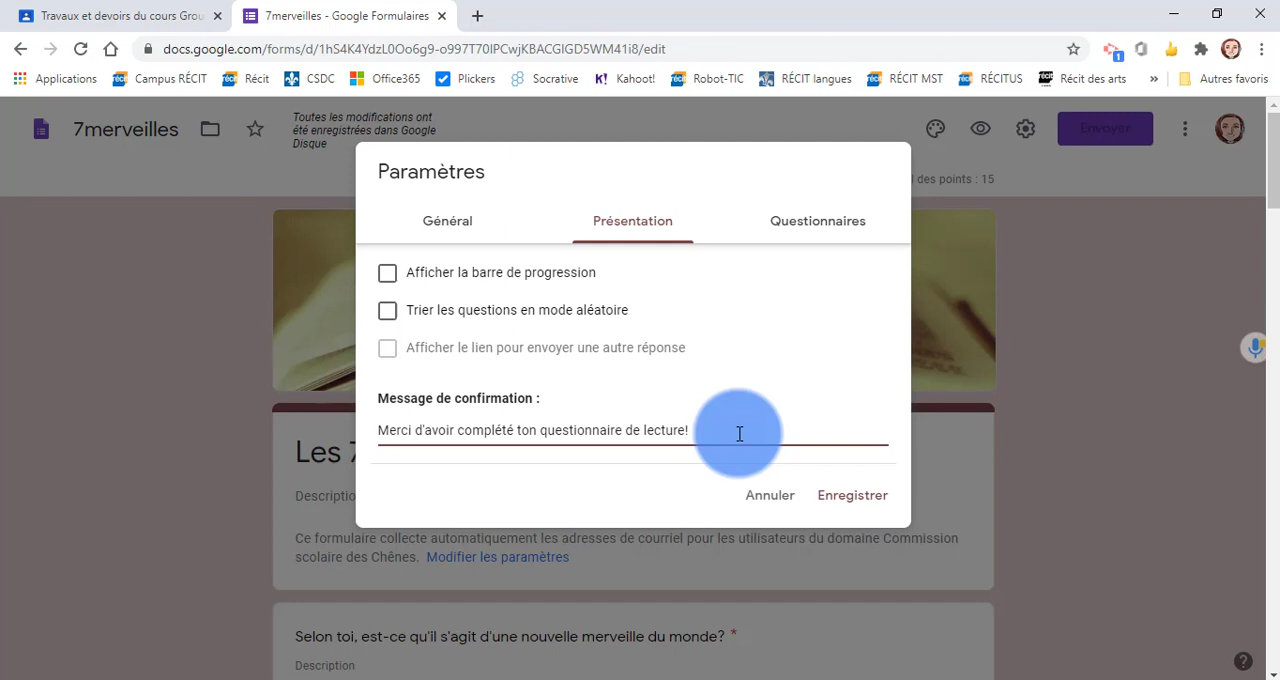 Travaux et devoirs du cours Grou
7merveilles - Google Formulaires
docs.google.com/forms/d/1hS4K4YdzL0Oo6g9-o997T70IPCwjKBACGIGD5WM41i8/edit
Applications
Campus RÉCIT
Récit
CSDC
Office365
Plickers
Socrative
K! Kahoot!
Robot-TIC
RÉCIT langues
RÉCIT MST
RÉCITUS
Récit des arts
»
Autres favoris
7merveilles
Toutes les modifications ont
été enregistrées dans Google
Disque
Envoyer
l des points : 15
Paramètres
Général
Présentation
Questionnaires
Afficher la barre de progression
Trier les questions en mode aléatoire
Afficher le lien pour envoyer une autre réponse
Message de confirmation :
Merci d'avoir complété ton questionnaire de lecture!
Annuler
Enregistrer
Les 7
Descriptio
Ce formulaire collecte automatiquement les adresses de courriel pour les utilisateurs du domaine Commission
scolaire des Chênes. Modifier les paramètres
Selon toi, est-ce qu'il s'agit d'une nouvelle merveille du monde? *
Description